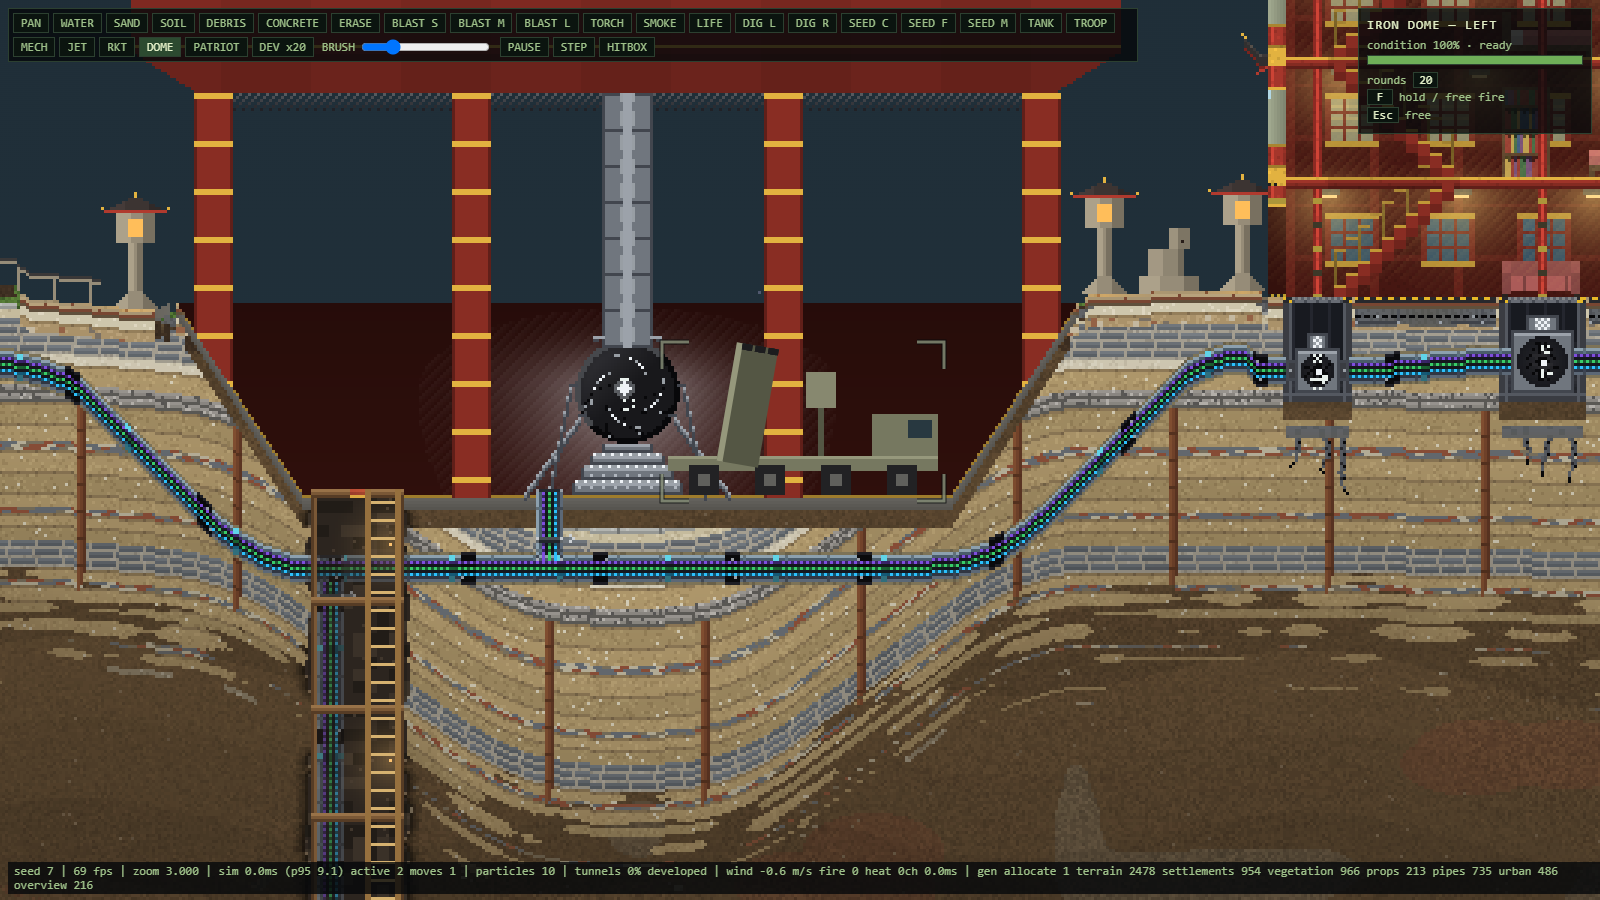 PAN WATER SAND SOIL DEBRIS CONCRETE ERASE BLAST S BLAST M BLAST L TORCH SMOKE LIFE DIG L DIG R SEED C SEED F SEED M TANK TROOP
MECH JET RKT DOME PATRIOT DEV x20 BRUSH PAUSE STEP HITBOX
IRON DOME — LEFT
condition 100% · ready
rounds 20
F hold / free fire
Esc free
seed 7 | 69 fps | zoom 3.000 | sim 0.0ms (p95 9.1) active 2 moves 1 | particles 10 | tunnels 0% developed | wind -0.6 m/s fire 0 heat 0ch 0.0ms | gen allocate 1 terrain 2478 settlements 954 vegetation 966 props 213 pipes 735 urban 486
overview 216